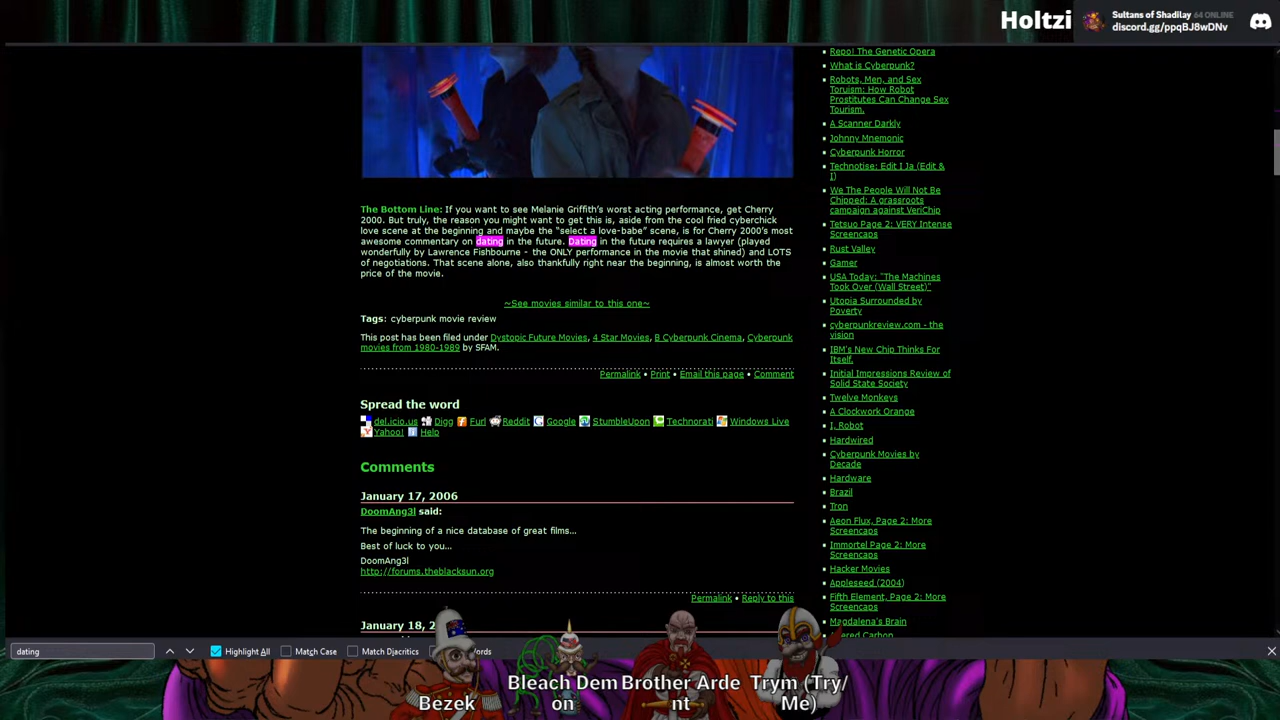 Holtzi
Sultans of Shadilay 64 ONLINE
discord.gg/ppqBJ8wDNv
Repo! The Genetic Opera
What is Cyberpunk?
Robots, Men, and Sex
Toruism: How Robot
Prostitutes Can Change Sex
Tourism.
A Scanner Darkly
Johnny Mnemonic
Cyberpunk Horror
Technotise: Edit I Ja (Edit &
I)
We The People Will Not Be
Chipped: A grassroots
campaign against VeriChip
Tetsuo Page 2: VERY Intense
Screencaps
Rust Valley
Gamer
USA Today: "The Machines
Took Over (Wall Street)"
Utopia Surrounded by
Poverty
cyberpunkreview.com - the
vision
IBM's New Chip Thinks For
Itself.
Initial Impressions Review of
Solid State Society
Twelve Monkeys
A Clockwork Orange
I, Robot
Hardwired
Cyberpunk Movies by
Decade
Hardware
Brazil
Tron
Aeon Flux, Page 2: More
Screencaps
Immortel Page 2: More
Screencaps
Hacker Movies
Appleseed (2004)
Fifth Element, Page 2: More
Screencaps
Magdalena's Brain
The Bottom Line: If you want to see Melanie Griffith's worst acting performance, get Cherry
2000. But truly, the reason you might want to get this is, aside from the cool fried cyberchick
love scene at the beginning and maybe the "select a love-babe" scene, is for Cherry 2000's most
awesome commentary on dating in the future. Dating in the future requires a lawyer (played
wonderfully by Lawrence Fishbourne - the ONLY performance in the movie that shined) and LOTS
of negotiations. That scene alone, also thankfully right near the beginning, is almost worth the
price of the movie.
~See movies similar to this one~
Tags: cyberpunk movie review
This post has been filed under Dystopic Future Movies, 4 Star Movies, B Cyberpunk Cinema, Cyberpunk
movies from 1980-1989 by SFAM.
Permalink • Print • Email this page • Comment
Spread the word
del.icio.us Digg Furl Reddit Google StumbleUpon Technorati Windows Live
Yahoo! Help
Comments
January 17, 2006
DoomAng3l said:
The beginning of a nice database of great films...
Best of luck to you...
DoomAng3l
http://forums.theblacksun.org
Permalink • Reply to this
January 18, 2
dating Highlight All Match Case Match Diacritics
Bezek
Bleach Dem
on
Brother Arde
nt
Trym (Try/
Me)